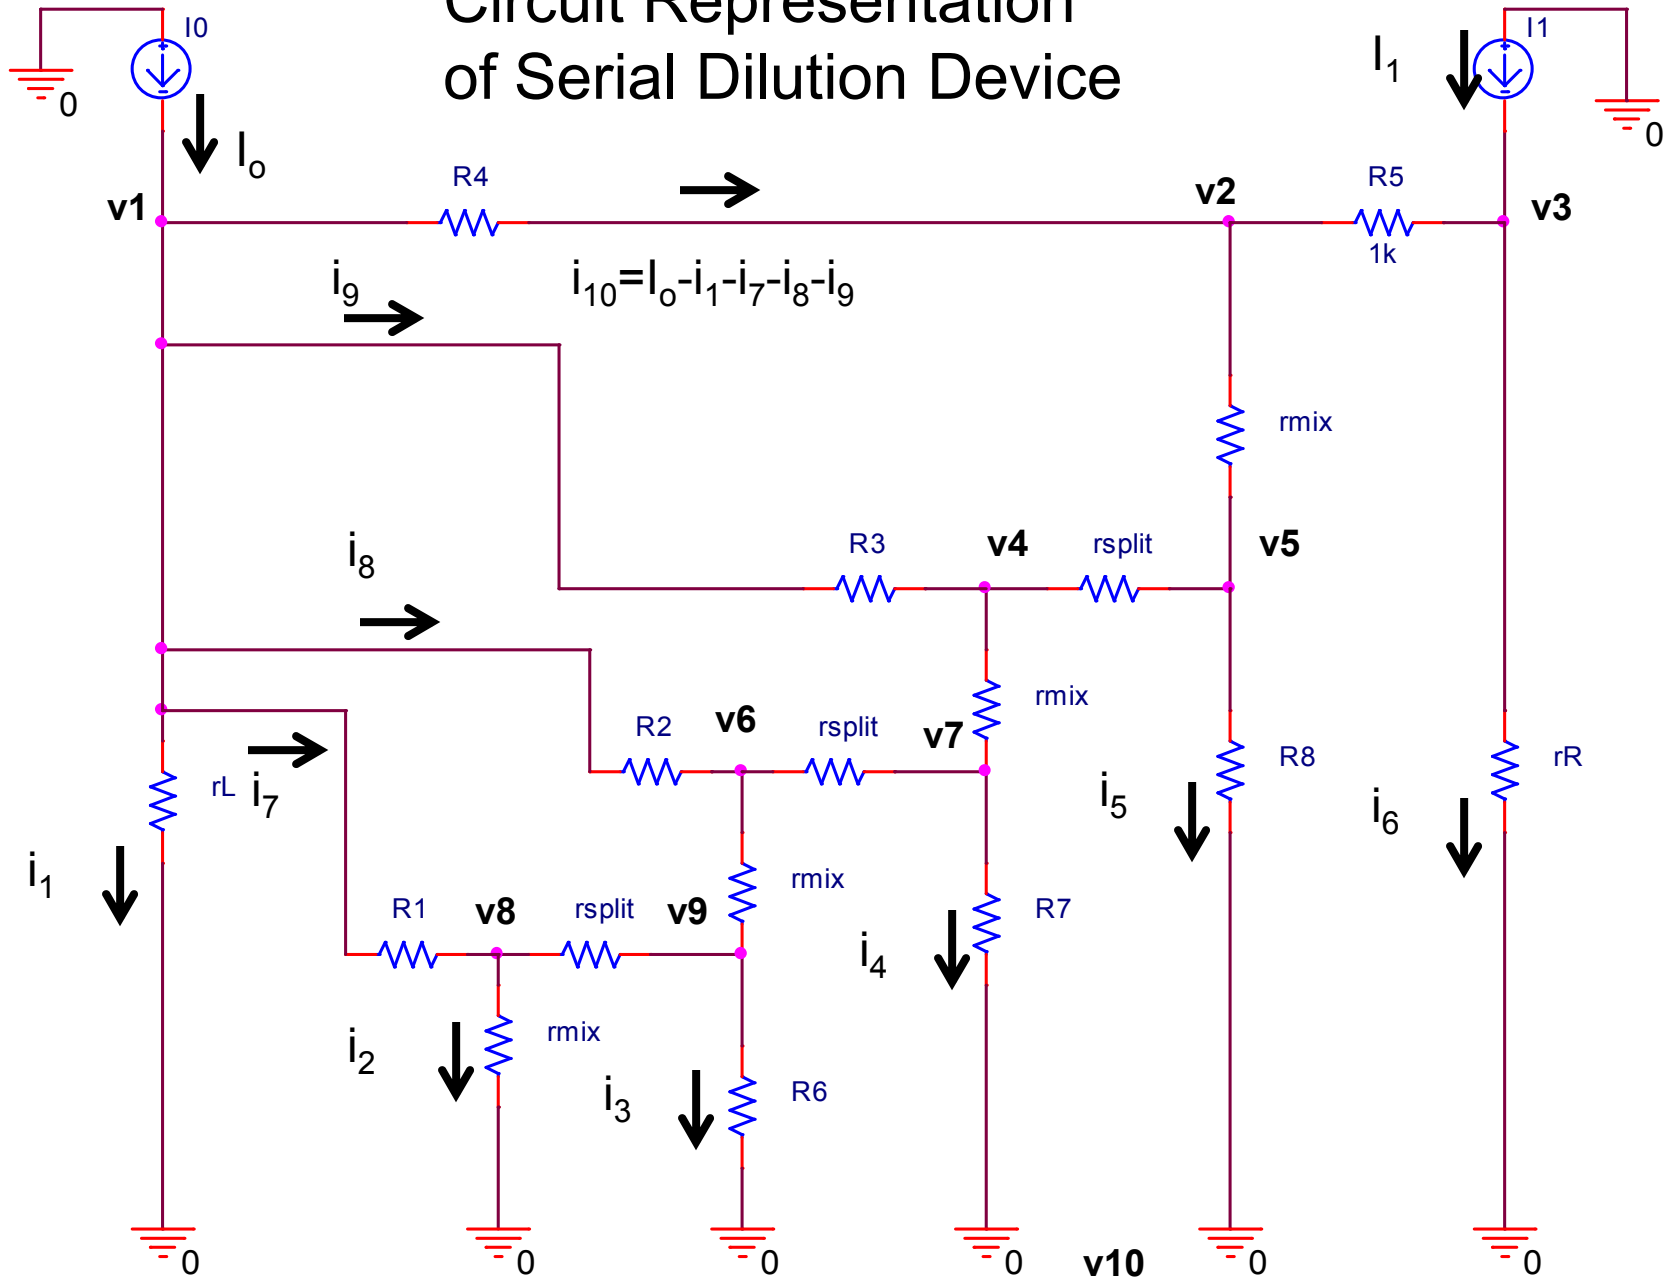 Circuit Representation
of Serial Dilution Device
I0
I1
I₁
0
0
Iₒ
R4
R5
v1
v2
v3
1k
i₉
i₁₀=Iₒ-i₁-i₇-i₈-i₉
rmix
i₈
R3
v4
rsplit
v5
rmix
R2
v6
rsplit
v7
rL
i₇
i₅
R8
i₆
rR
i₁
rmix
R1
v8
rsplit
v9
R7
i₄
i₂
rmix
i₃
R6
0
0
0
0
v10
0
0